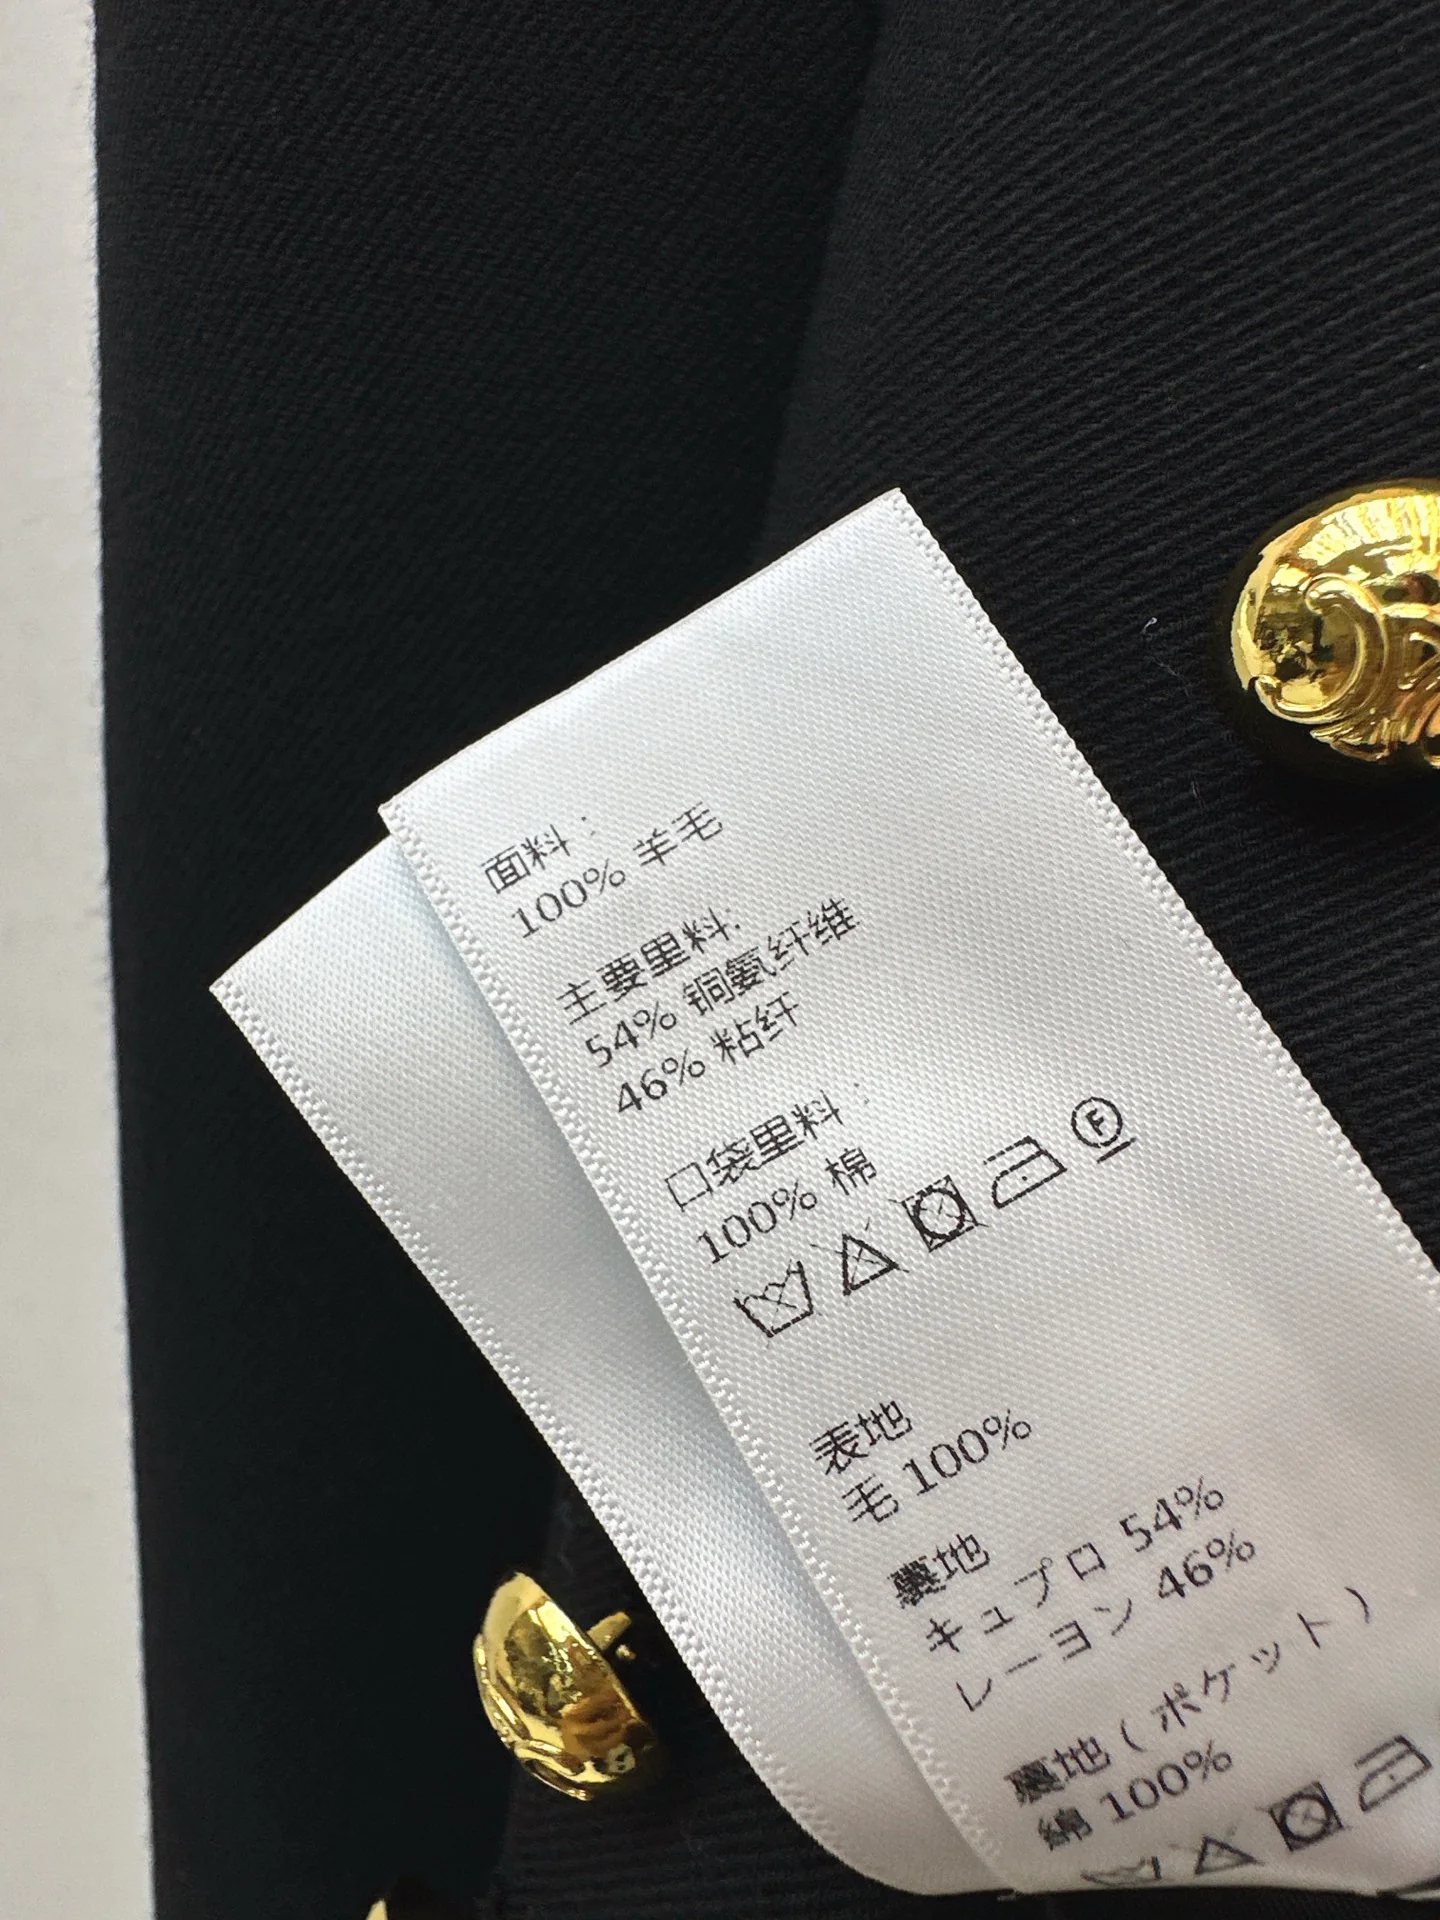 面料：
100% 羊毛
主要里料:
54% 铜氨纤维
46% 粘纤
口袋里料：
100% 棉
F
表地
毛 100%
裏地
キュプロ 54%
レーヨン 46%
裏地(ポケット)
綿 100%